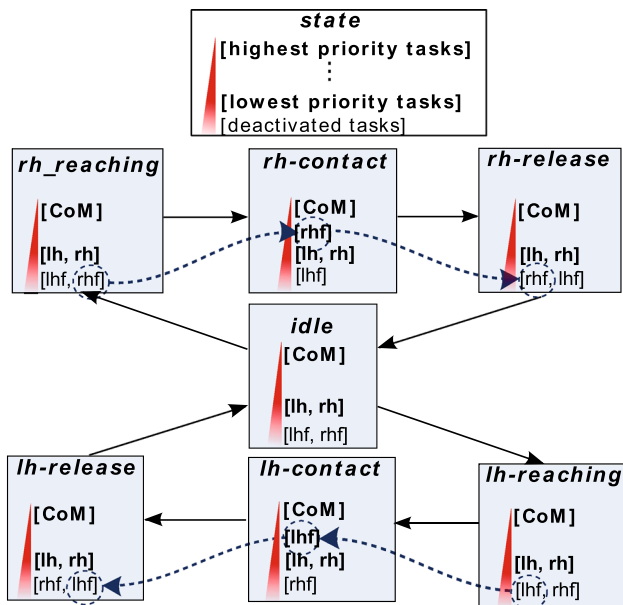 state
[highest priority tasks]
⋮
[lowest priority tasks]
[deactivated tasks]
rh_reaching
[CoM]
[lh, rh]
[lhf, rhf]
rh-contact
[CoM]
[rhf]
[lh, rh]
[lhf]
rh-release
[CoM]
[lh, rh]
[rhf, lhf]
idle
[CoM]
[lh, rh]
[lhf, rhf]
lh-release
[CoM]
[lh, rh]
[rhf, lhf]
lh-contact
[CoM]
[lhf]
[lh, rh]
[rhf]
lh-reaching
[CoM]
[lh, rh]
[lhf, rhf]